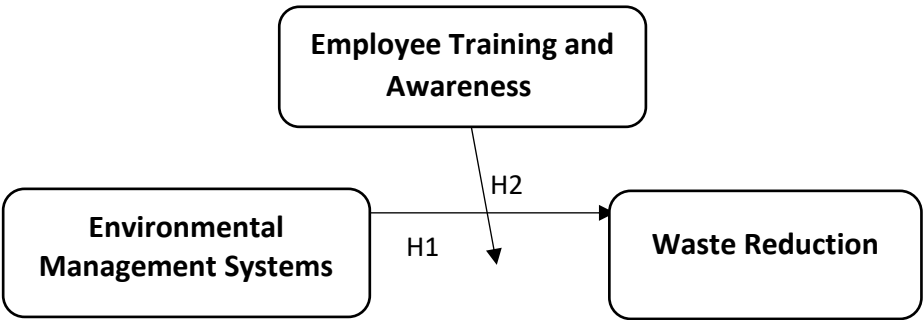 Employee Training and
Awareness
H2
Environmental
Management Systems
H1
Waste Reduction